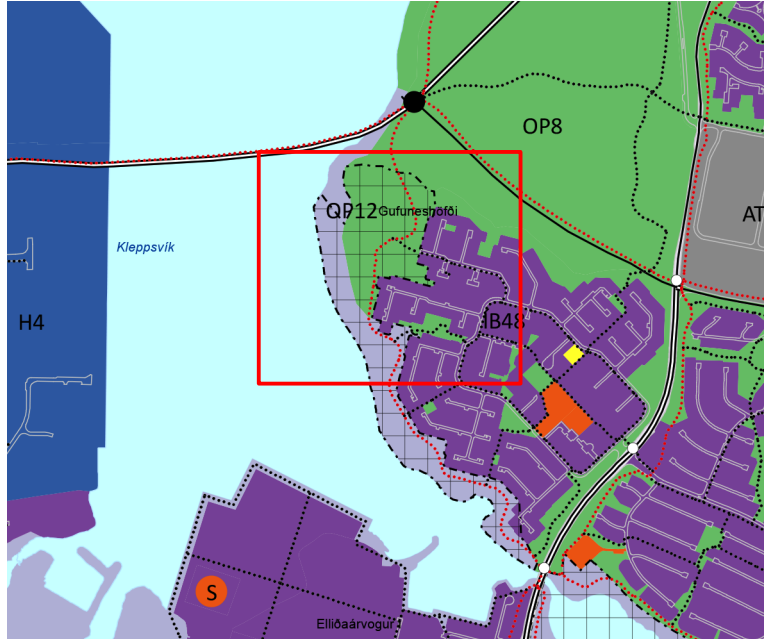 OP8
AT
OP12
Gufuneshöfði
Kleppsvík
H4
ÍB48
S
Elliðaárvogur